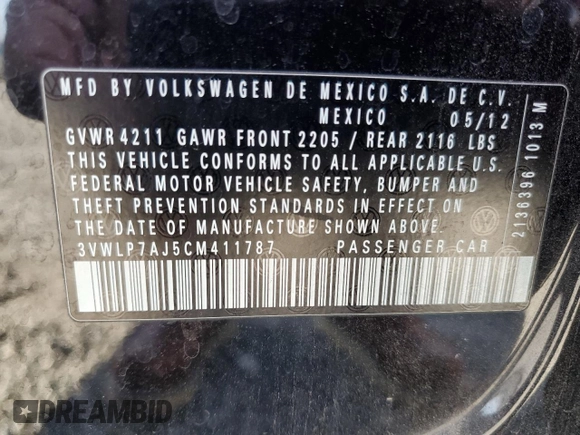 MFD BY VOLKSWAGEN DE MEXICO S.A. DE C.V.
MEXICO 05/12
GVWR 4211 GAWR FRONT 2205 / REAR 2116 LBS
THIS VEHICLE CONFORMS TO ALL APPLICABLE U.S.
FEDERAL MOTOR VEHICLE SAFETY, BUMPER AND
THEFT PREVENTION STANDARDS IN EFFECT ON
THE DATE OF MANUFACTURE SHOWN ABOVE.
3VWLP7AJ5CM411787 PASSENGER CAR
2136396 1013 M
DREAMBID